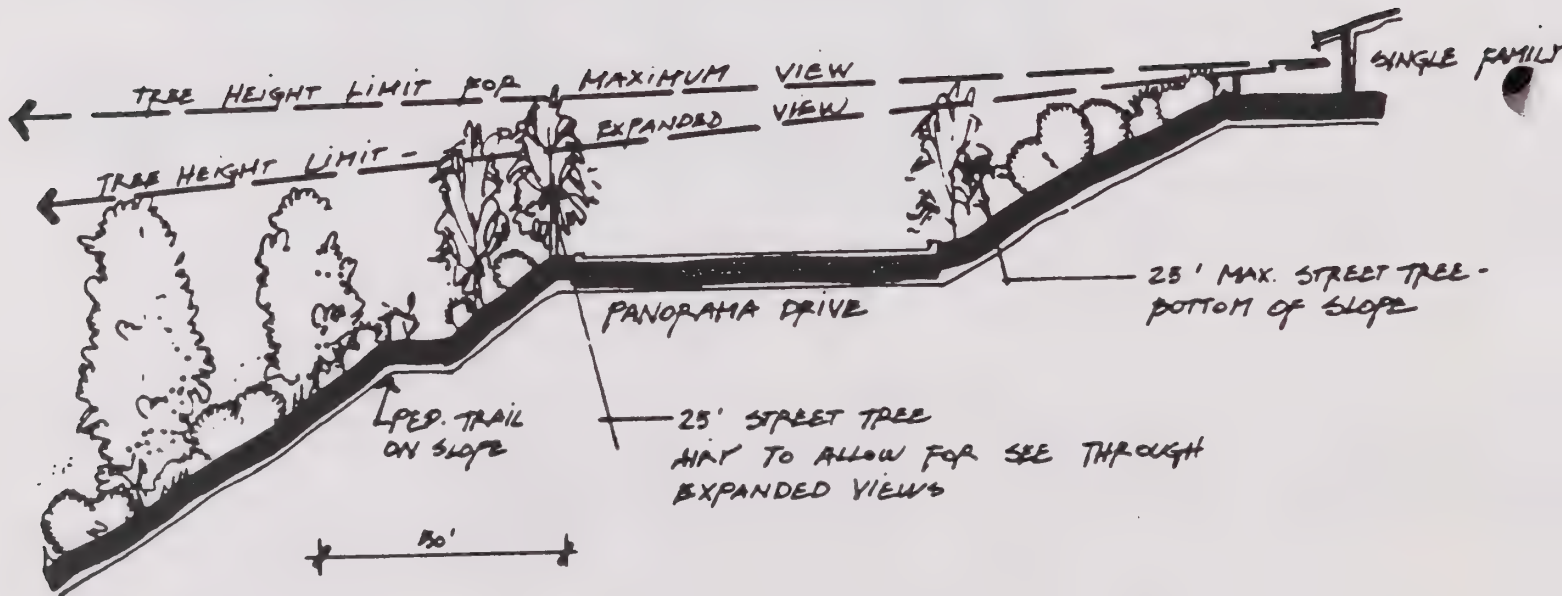 TREE HEIGHT LIMIT FOR MAXIMUM VIEW
SINGLE FAMILY
TREE HEIGHT LIMIT - EXPANDED VIEW
25' MAX. STREET TREE -
BOTTOM OF SLOPE
PANORAMA DRIVE
PED. TRAIL
ON SLOPE
25' STREET TREE
AIRY TO ALLOW FOR SEE THROUGH
EXPANDED VIEWS